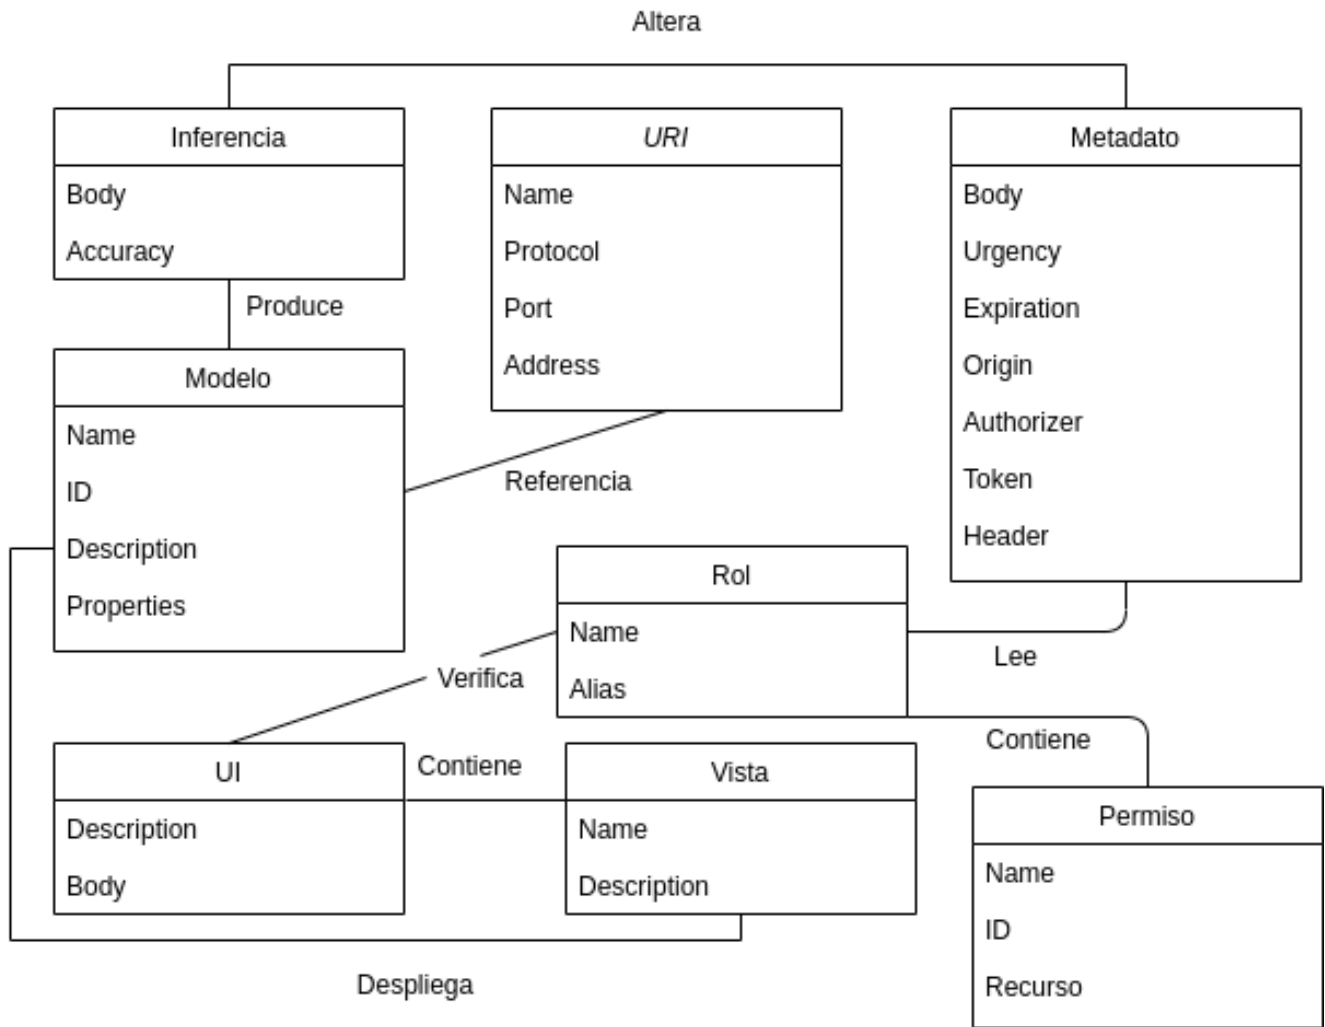 Altera
Inferencia
Body
Accuracy
Produce
URI
Name
Protocol
Port
Address
Metadato
Body
Urgency
Expiration
Origin
Authorizer
Token
Header
Modelo
Name
ID
Description
Properties
Referencia
Rol
Name
Alias
Lee
Verifica
Contiene
UI
Description
Body
Contiene
Vista
Name
Description
Permiso
Name
ID
Recurso
Despliega